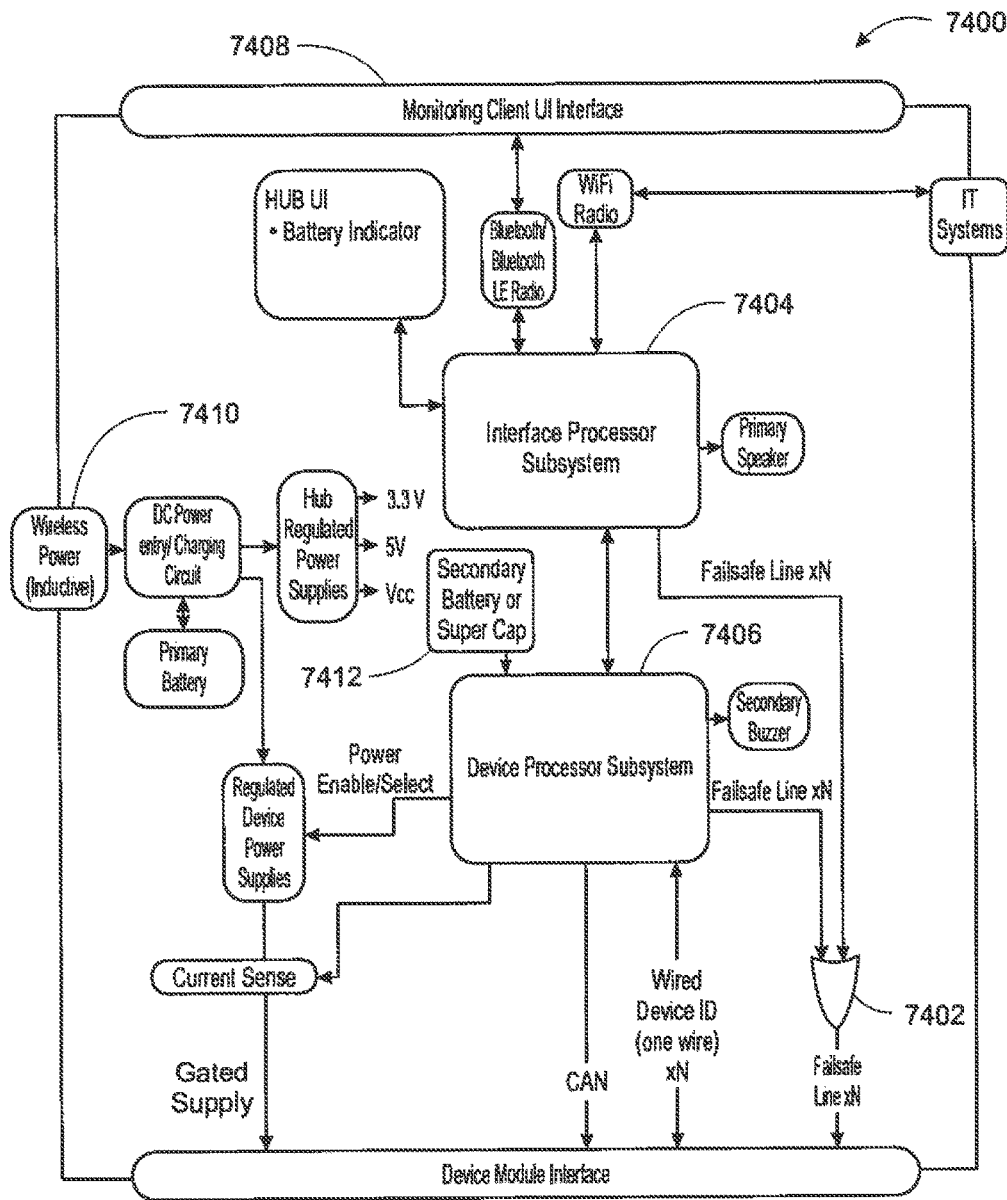 7400
7408
Monitoring Client UI Interface
HUB UI
• Battery Indicator
Bluetooth/
Bluetooth
LE Radio
WiFi
Radio
IT
Systems
7404
Interface Processor
Subsystem
Primary
Speaker
7410
Wireless
Power
(Inductive)
DC Power
entry/ Charging
Circuit
Hub
Regulated
Power
Supplies
3.3 V
5V
Vcc
Primary
Battery
Secondary
Battery or
Super Cap
7412
Failsafe Line xN
7406
Device Processor Subsystem
Secondary
Buzzer
Failsafe Line xN
Power
Enable/Select
Regulated
Device
Power
Supplies
Current Sense
Gated
Supply
CAN
Wired
Device ID
(one wire)
xN
7402
Failsafe
Line xN
Device Module Interface